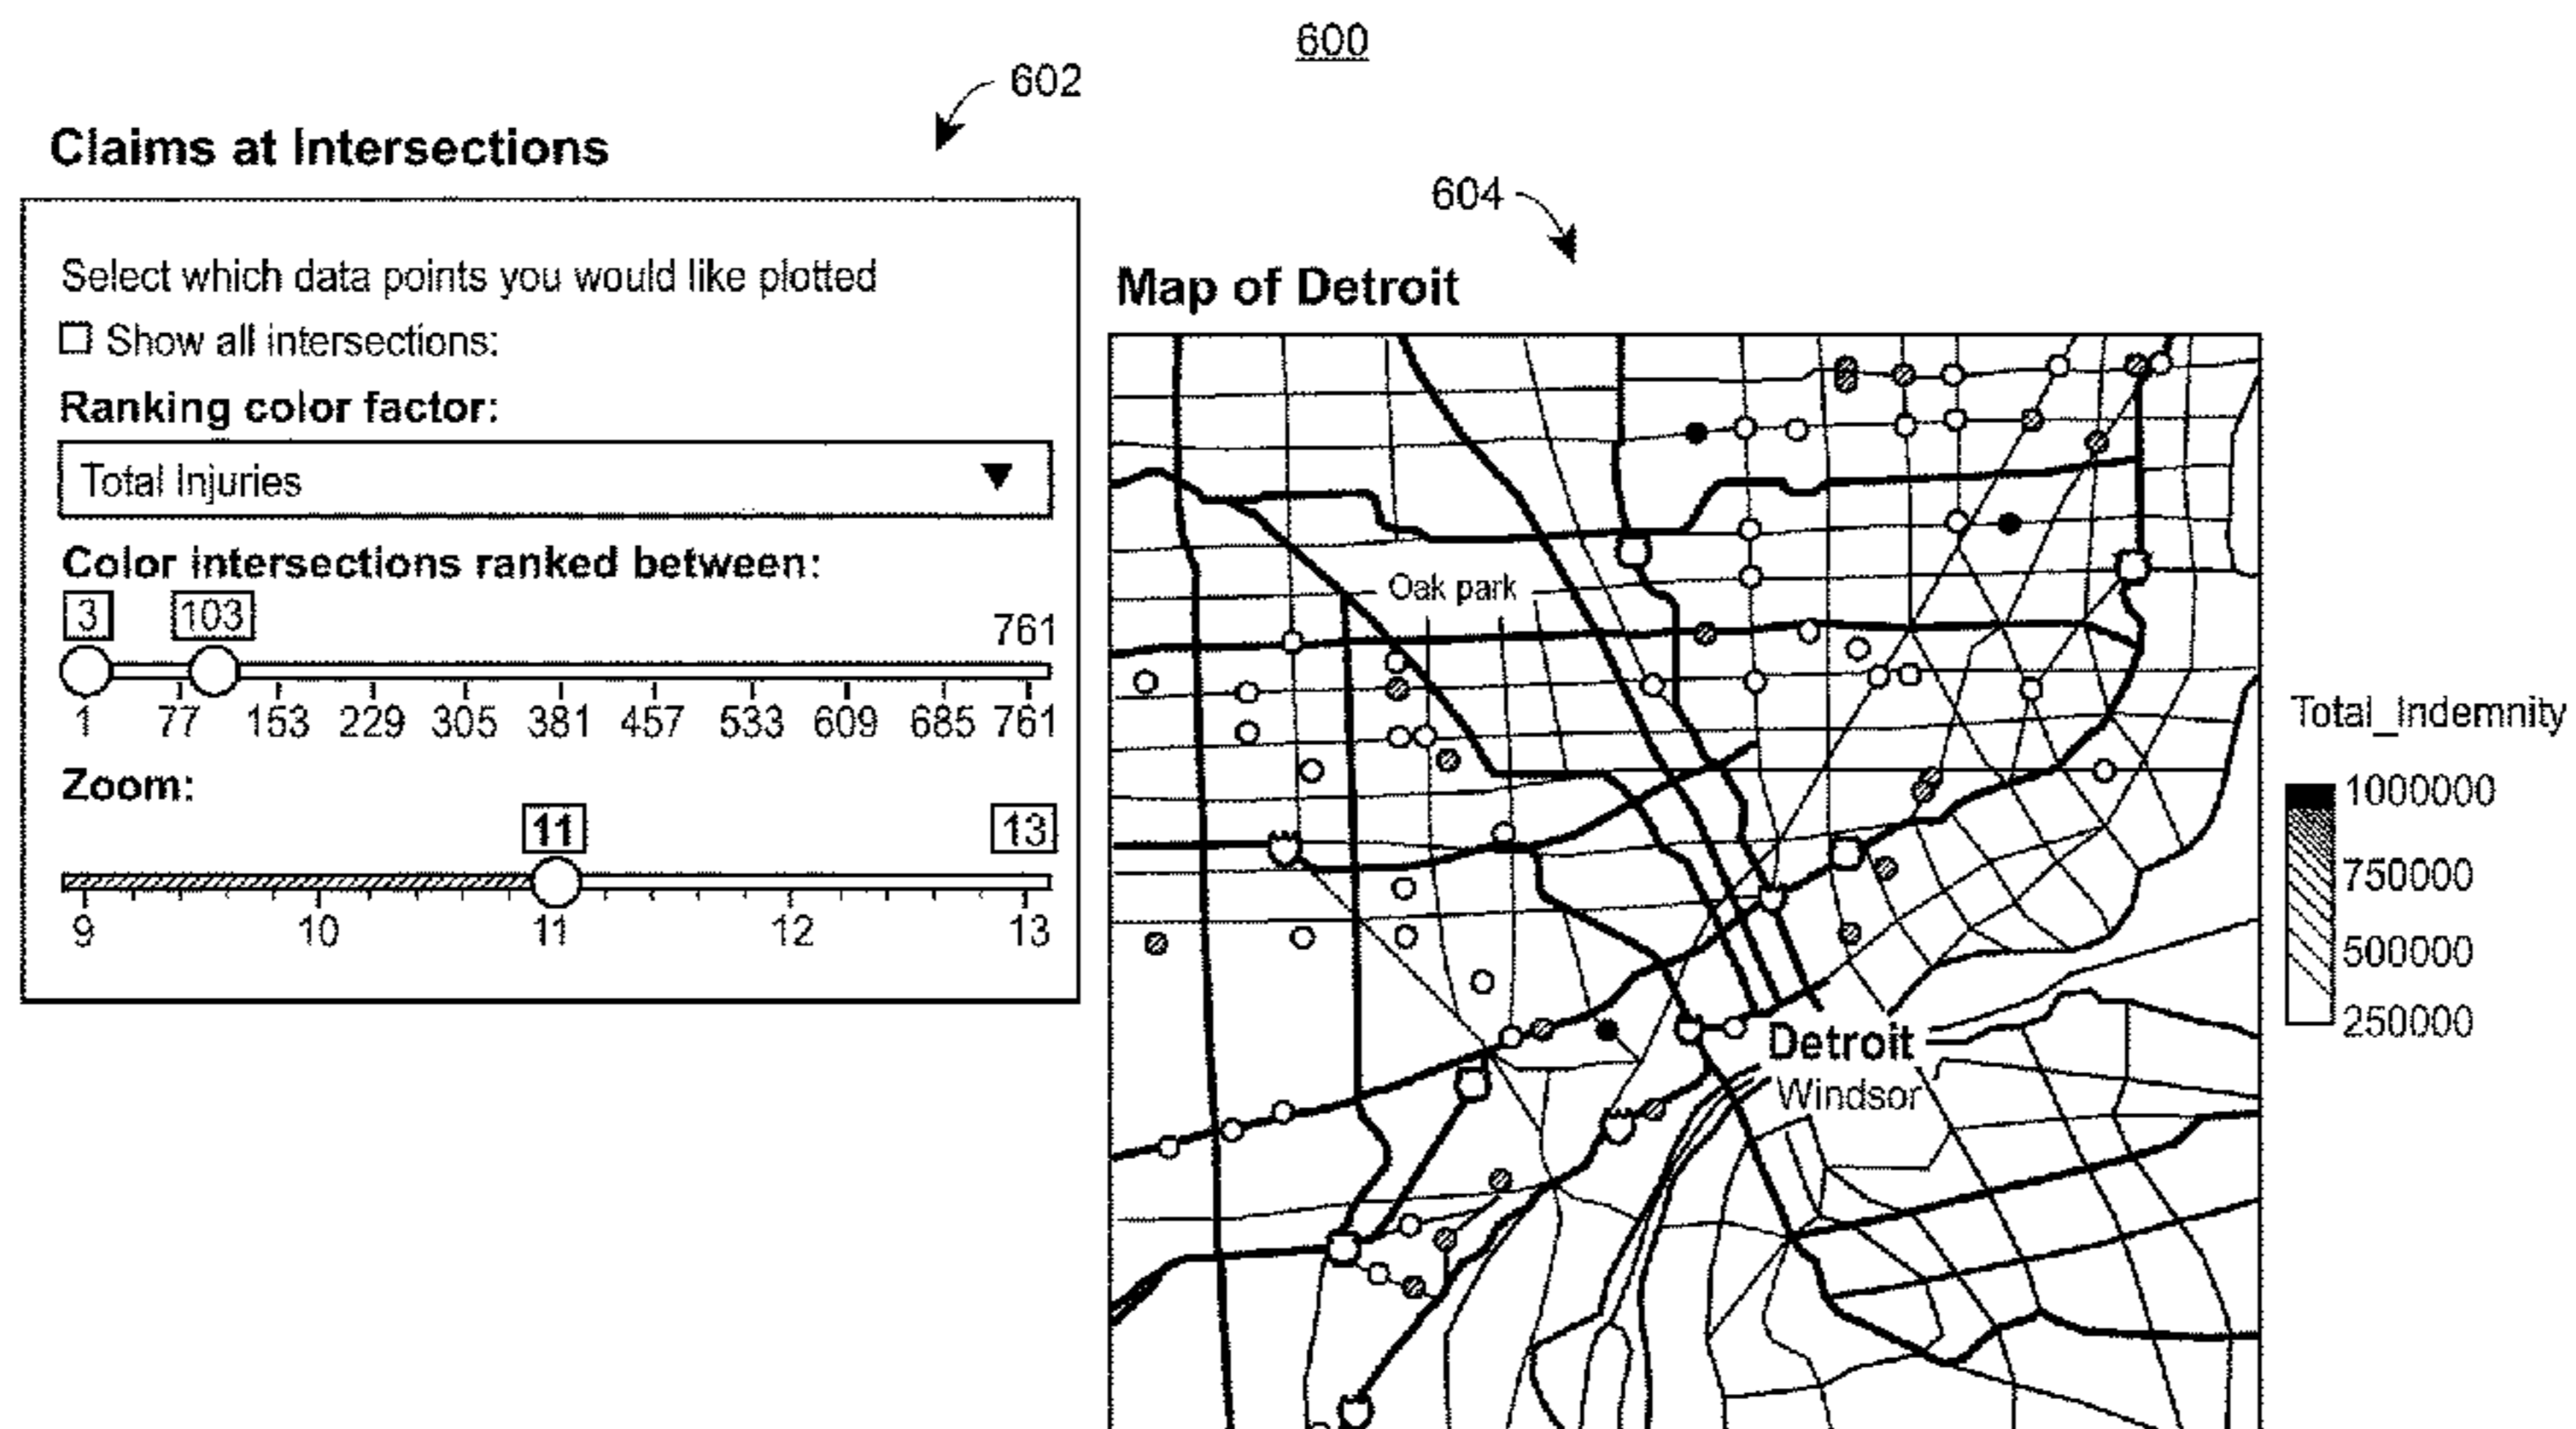 600
602
Claims at Intersections
Select which data points you would like plotted
Show all intersections:
Ranking color factor:
Total Injuries
Color intersections ranked between:
3 103 761
1 77 153 229 305 381 457 533 609 685 761
Zoom:
11 13
9 10 11 12 13
604
Map of Detroit
Oak park
Detroit
Windsor
Total_Indemnity
1000000
750000
500000
250000